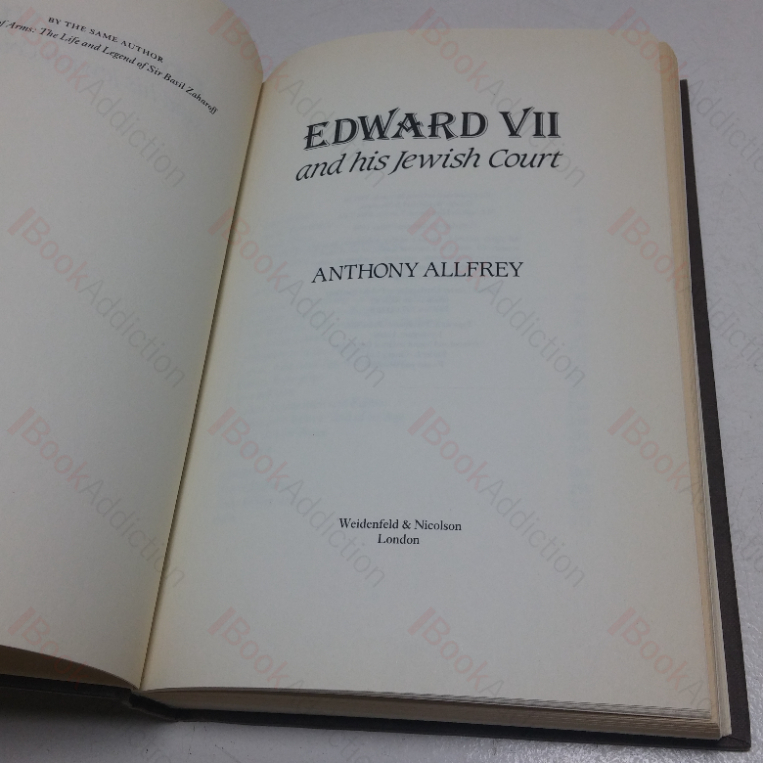 BY THE SAME AUTHOR
of Arms: The Life and Legend of Sir Basil Zaharoff
EDWARD VII
and his Jewish Court
ANTHONY ALLFREY
Weidenfeld & Nicolson
London
BookAddiction